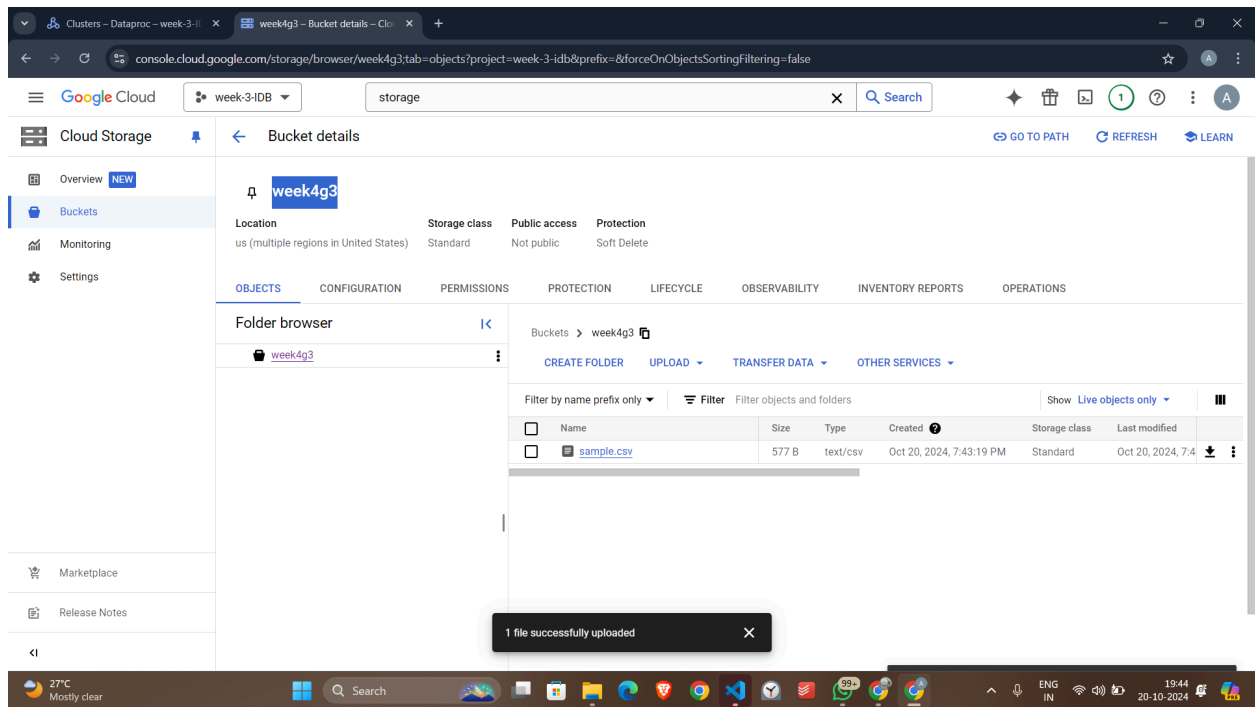 Clusters – Dataproc – week-3-I
week4g3 – Bucket details – Clo
console.cloud.google.com/storage/browser/week4g3;tab=objects?project=week-3-idb&prefix=&forceOnObjectsSortingFiltering=false
A
Google Cloud
week-3-IDB
storage
Search
1
A
Cloud Storage
Bucket details
GO TO PATH
REFRESH
LEARN
Overview NEW
Buckets
Monitoring
Settings
week4g3
Location Storage class Public access Protection
us (multiple regions in United States) Standard Not public Soft Delete
OBJECTS CONFIGURATION PERMISSIONS PROTECTION LIFECYCLE OBSERVABILITY INVENTORY REPORTS OPERATIONS
Folder browser
week4g3
Buckets > week4g3
CREATE FOLDER UPLOAD TRANSFER DATA OTHER SERVICES
Filter by name prefix only Filter Filter objects and folders Show Live objects only
Name Size Type Created Storage class Last modified
sample.csv 577 B text/csv Oct 20, 2024, 7:43:19 PM Standard Oct 20, 2024, 7:4
Marketplace
Release Notes
1 file successfully uploaded
27°C
Mostly clear
Search
99+
ENG
IN
19:44
20-10-2024